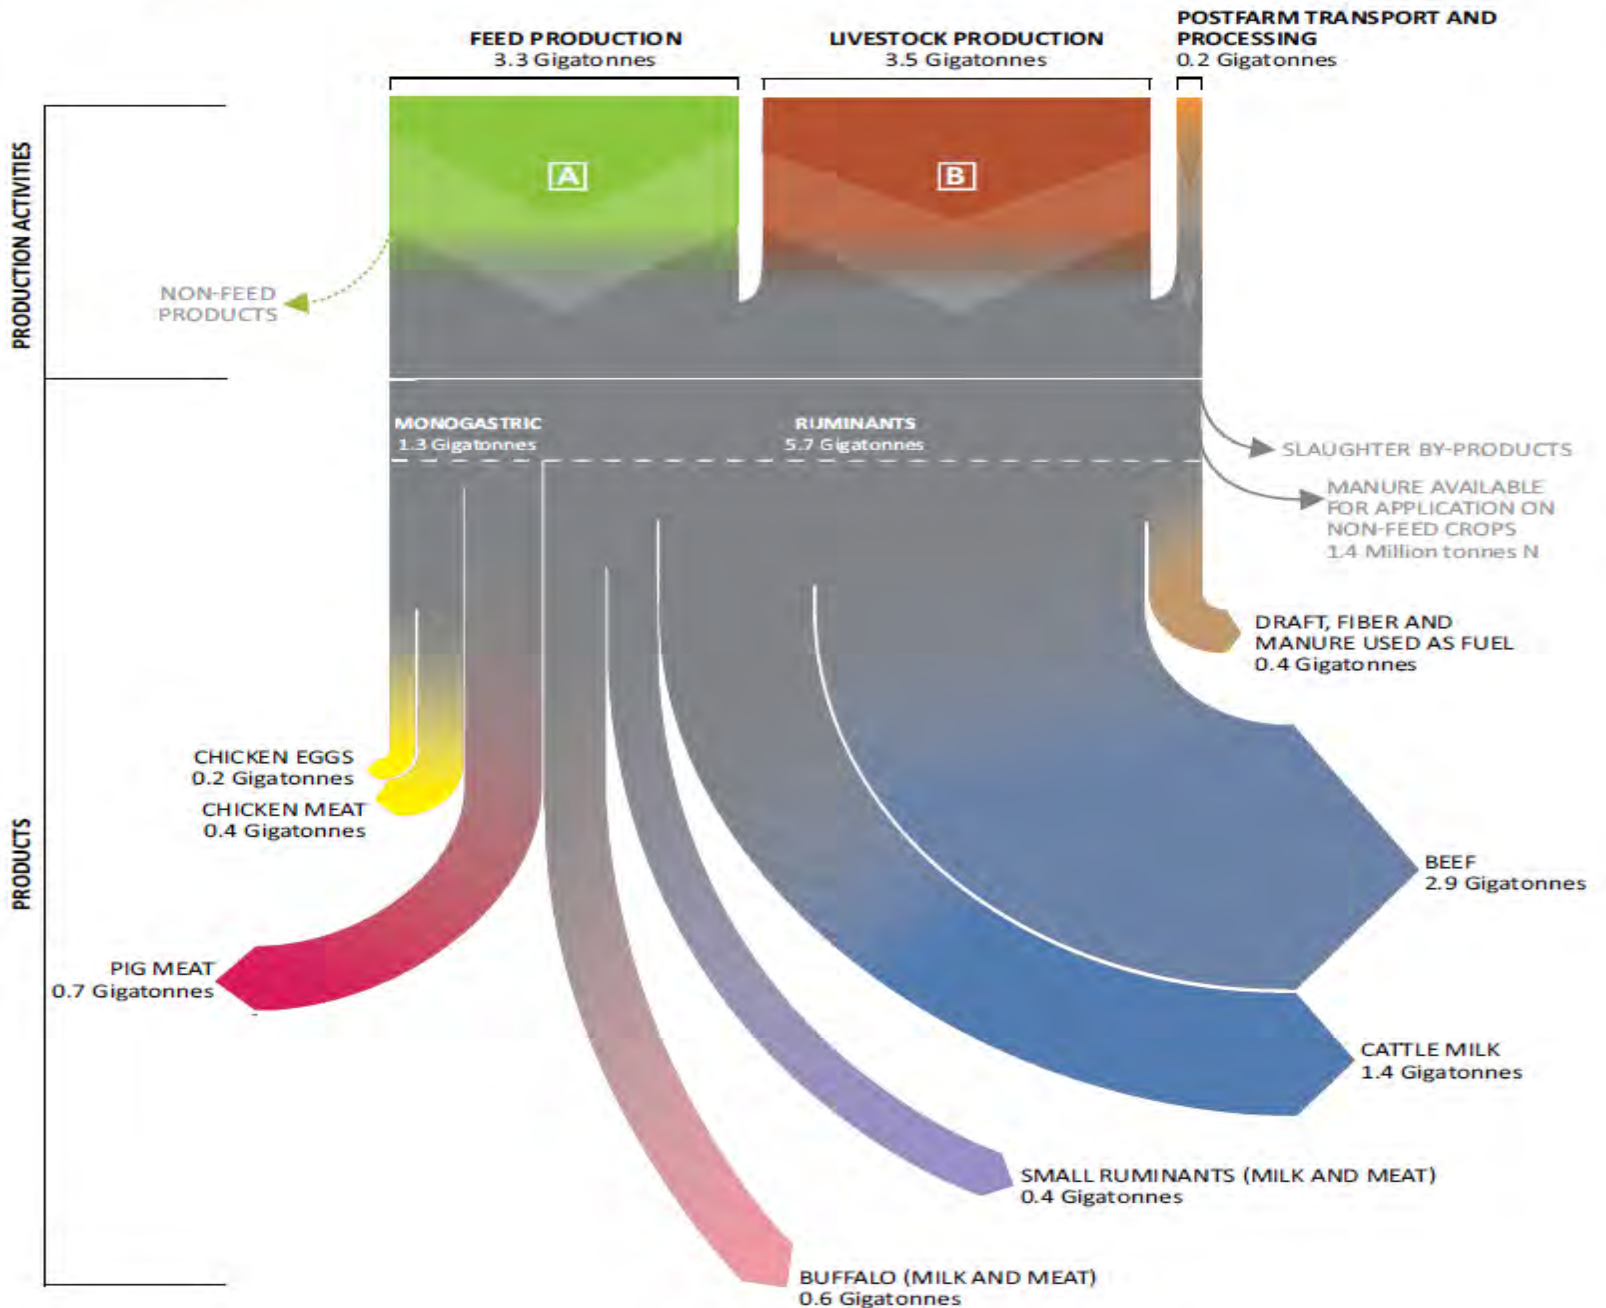 FEED PRODUCTION
3.3 Gigatonnes
LIVESTOCK PRODUCTION
3.5 Gigatonnes
POSTFARM TRANSPORT AND
PROCESSING
0.2 Gigatonnes
PRODUCTION ACTIVITIES
A
B
NON-FEED
PRODUCTS
MONOGASTRIC
1.3 Gigatonnes
RUMINANTS
5.7 Gigatonnes
SLAUGHTER BY-PRODUCTS
MANURE AVAILABLE
FOR APPLICATION ON
NON-FEED CROPS
1.4 Million tonnes N
DRAFT, FIBER AND
MANURE USED AS FUEL
0.4 Gigatonnes
PRODUCTS
CHICKEN EGGS
0.2 Gigatonnes
CHICKEN MEAT
0.4 Gigatonnes
BEEF
2.9 Gigatonnes
PIG MEAT
0.7 Gigatonnes
CATTLE MILK
1.4 Gigatonnes
SMALL RUMINANTS (MILK AND MEAT)
0.4 Gigatonnes
BUFFALO (MILK AND MEAT)
0.6 Gigatonnes